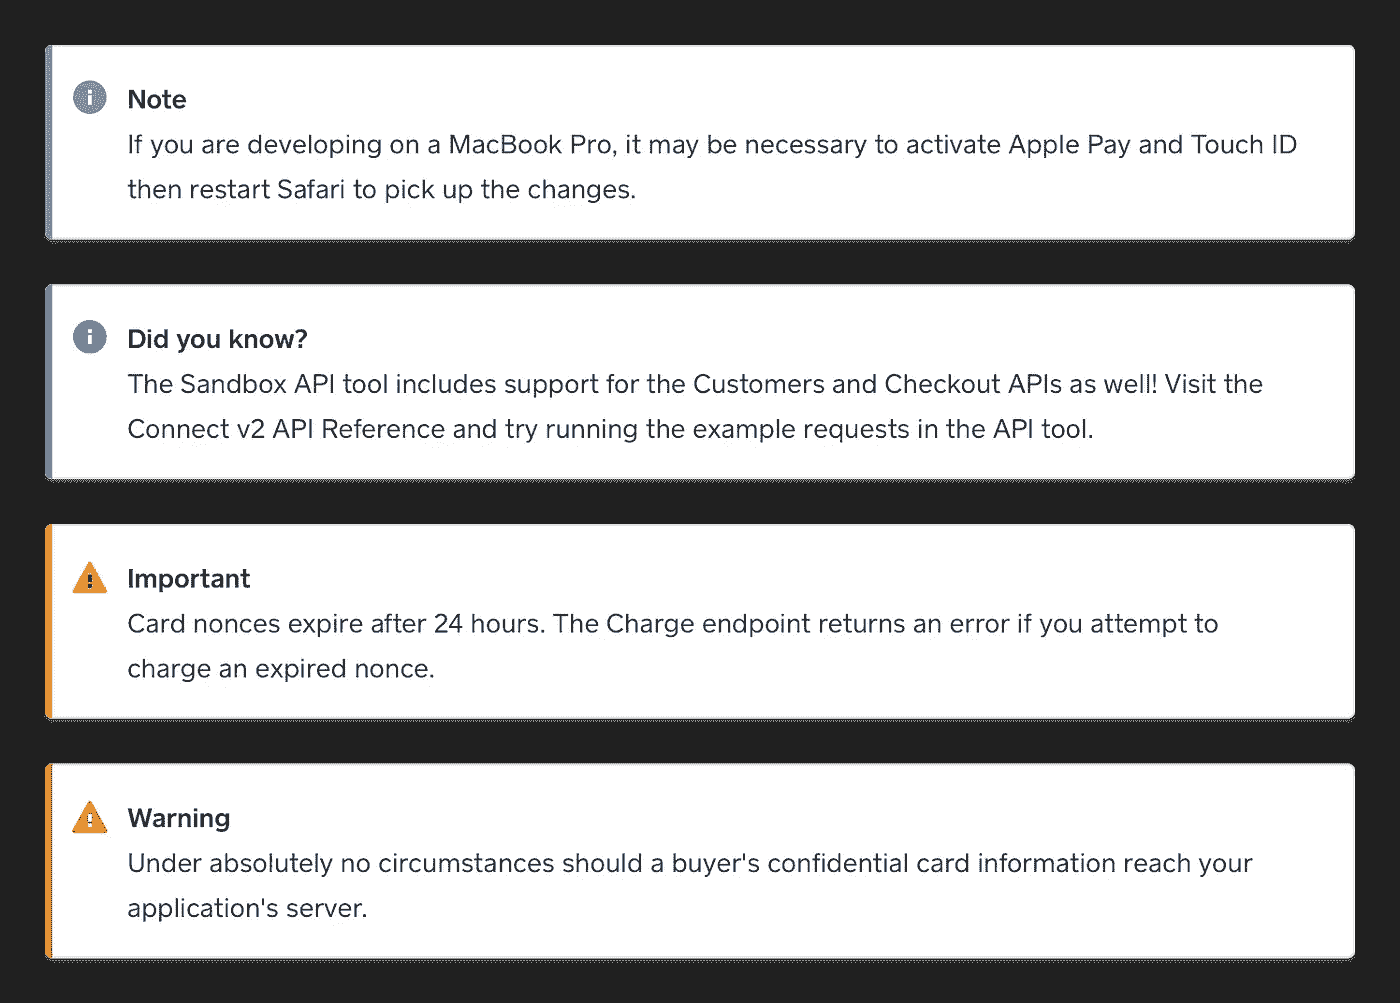 Note
If you are developing on a MacBook Pro, it may be necessary to activate Apple Pay and Touch ID
then restart Safari to pick up the changes.
Did you know?
The Sandbox API tool includes support for the Customers and Checkout APIs as well! Visit the
Connect v2 API Reference and try running the example requests in the API tool.
Important
Card nonces expire after 24 hours. The Charge endpoint returns an error if you attempt to
charge an expired nonce.
Warning
Under absolutely no circumstances should a buyer's confidential card information reach your
application's server.